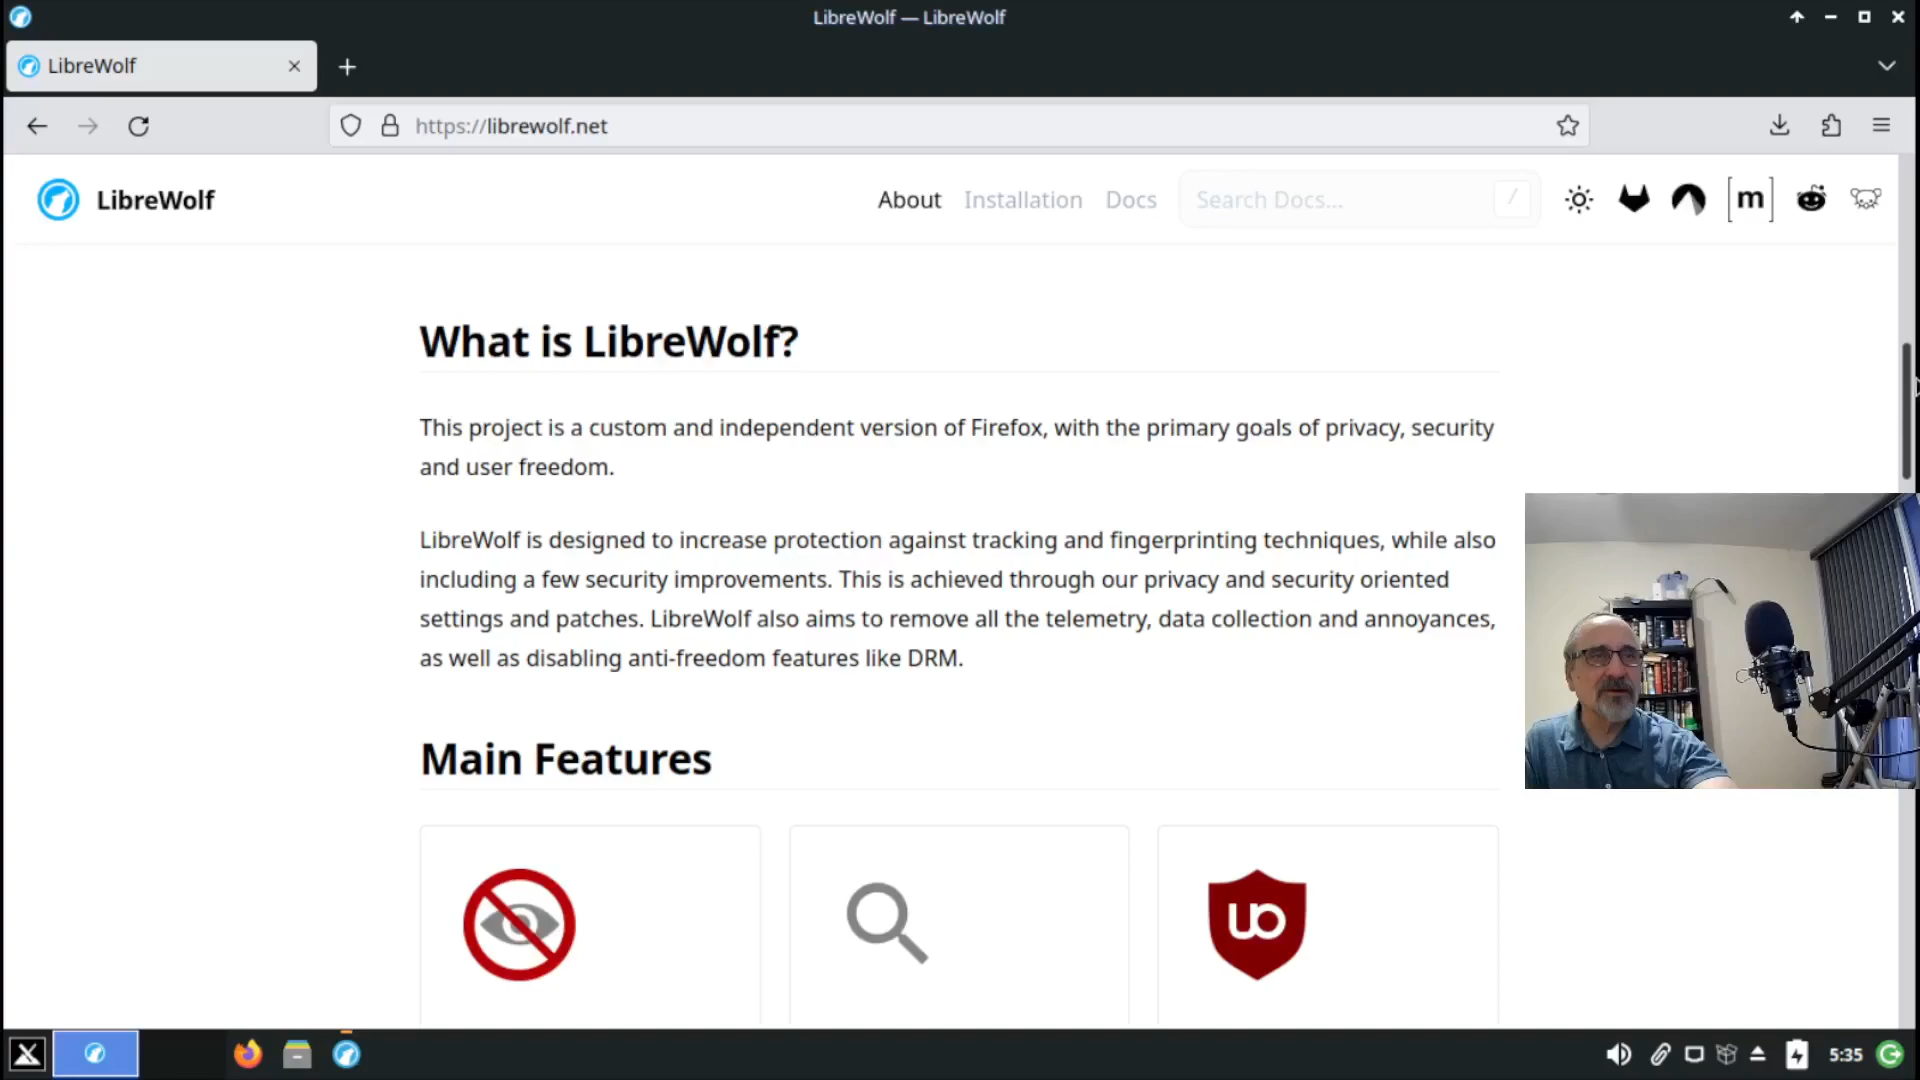 LibreWolf — LibreWolf
LibreWolf
https://librewolf.net
LibreWolf
About
Installation
Docs
Search Docs...
/
[m]
What is LibreWolf?
This project is a custom and independent version of Firefox, with the primary goals of privacy, security
and user freedom.
LibreWolf is designed to increase protection against tracking and fingerprinting techniques, while also
including a few security improvements. This is achieved through our privacy and security oriented
settings and patches. LibreWolf also aims to remove all the telemetry, data collection and annoyances,
as well as disabling anti-freedom features like DRM.
Main Features
uo
5:35